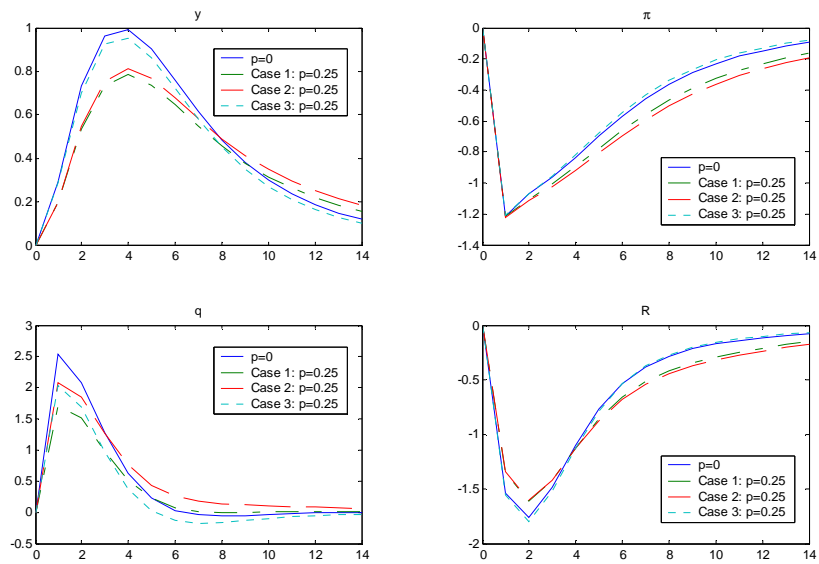 y
1
0.8
0.6
0.4
0.2
0
0 2 4 6 8 10 12 14
p=0
Case 1: p=0.25
Case 2: p=0.25
Case 3: p=0.25
π
0
-0.2
-0.4
-0.6
-0.8
-1
-1.2
-1.4
0 2 4 6 8 10 12 14
p=0
Case 1: p=0.25
Case 2: p=0.25
Case 3: p=0.25
q
3
2.5
2
1.5
1
0.5
0
-0.5
0 2 4 6 8 10 12 14
p=0
Case 1: p=0.25
Case 2: p=0.25
Case 3: p=0.25
R
0
-0.5
-1
-1.5
-2
0 2 4 6 8 10 12 14
p=0
Case 1: p=0.25
Case 2: p=0.25
Case 3: p=0.25